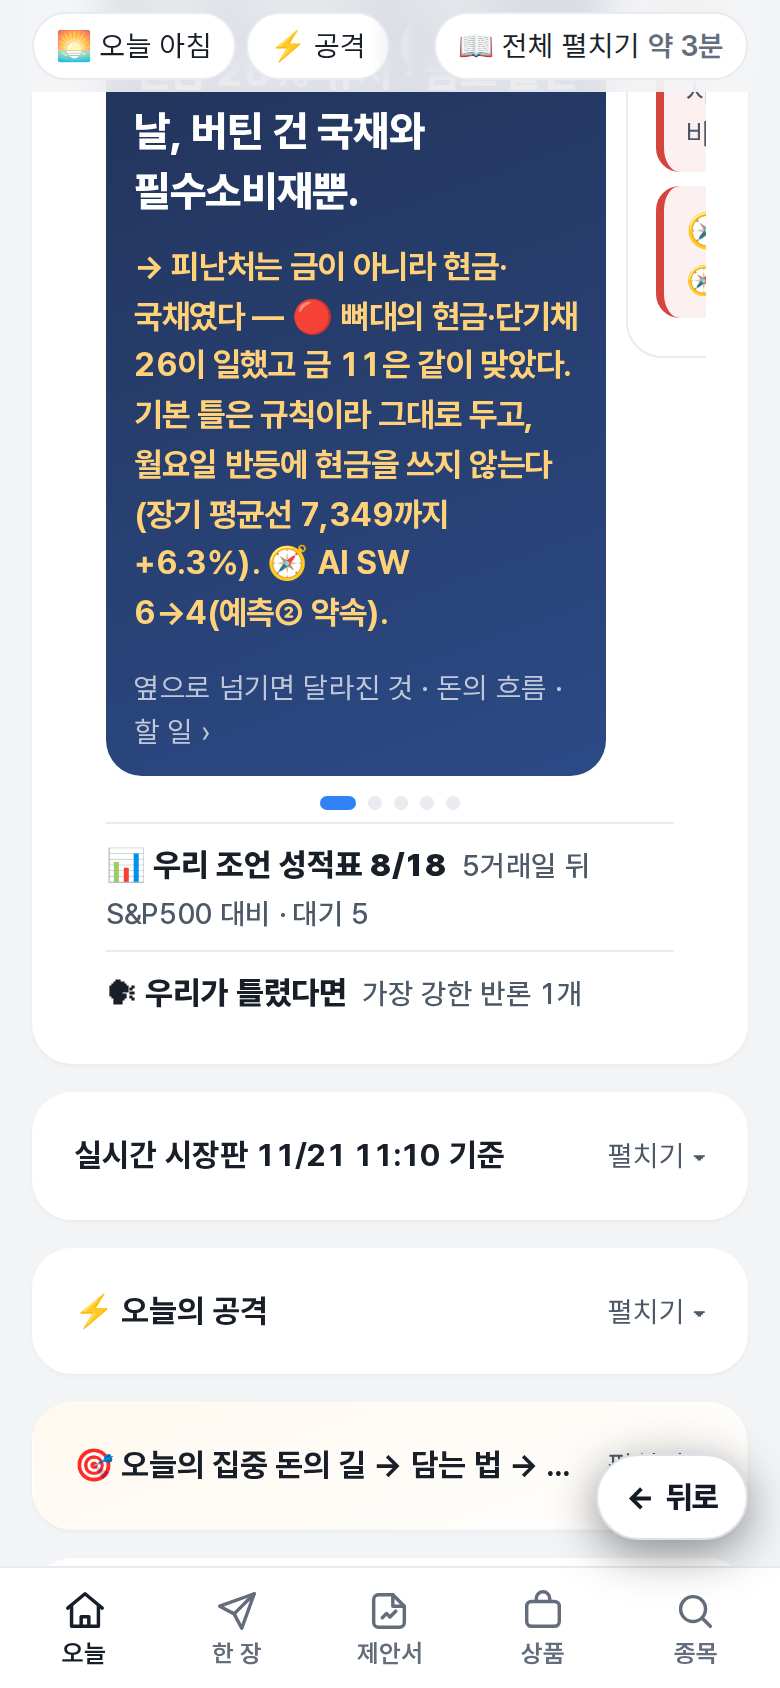 🌅 오늘 아침
⚡ 공격
📖 전체 펼치기 약 3분
날, 버틴 건 국채와
필수소비재뿐.
→ 피난처는 금이 아니라 현금·
국채였다 — 🔴 뼈대의 현금·단기채
26이 일했고 금 11은 같이 맞았다.
기본 틀은 규칙이라 그대로 두고,
월요일 반등에 현금을 쓰지 않는다
(장기 평균선 7,349까지
+6.3%). 🧭 AI SW
6→4(예측② 약속).
옆으로 넘기면 달라진 것 · 돈의 흐름 ·
할 일 ›
📊 우리 조언 성적표 8/18 5거래일 뒤
S&P500 대비 · 대기 5
🗣 우리가 틀렸다면 가장 강한 반론 1개
실시간 시장판 11/21 11:10 기준 펼치기
⚡ 오늘의 공격 펼치기
🎯 오늘의 집중 돈의 길 → 담는 법 → ...
← 뒤로
오늘
한 장
제안서
상품
종목